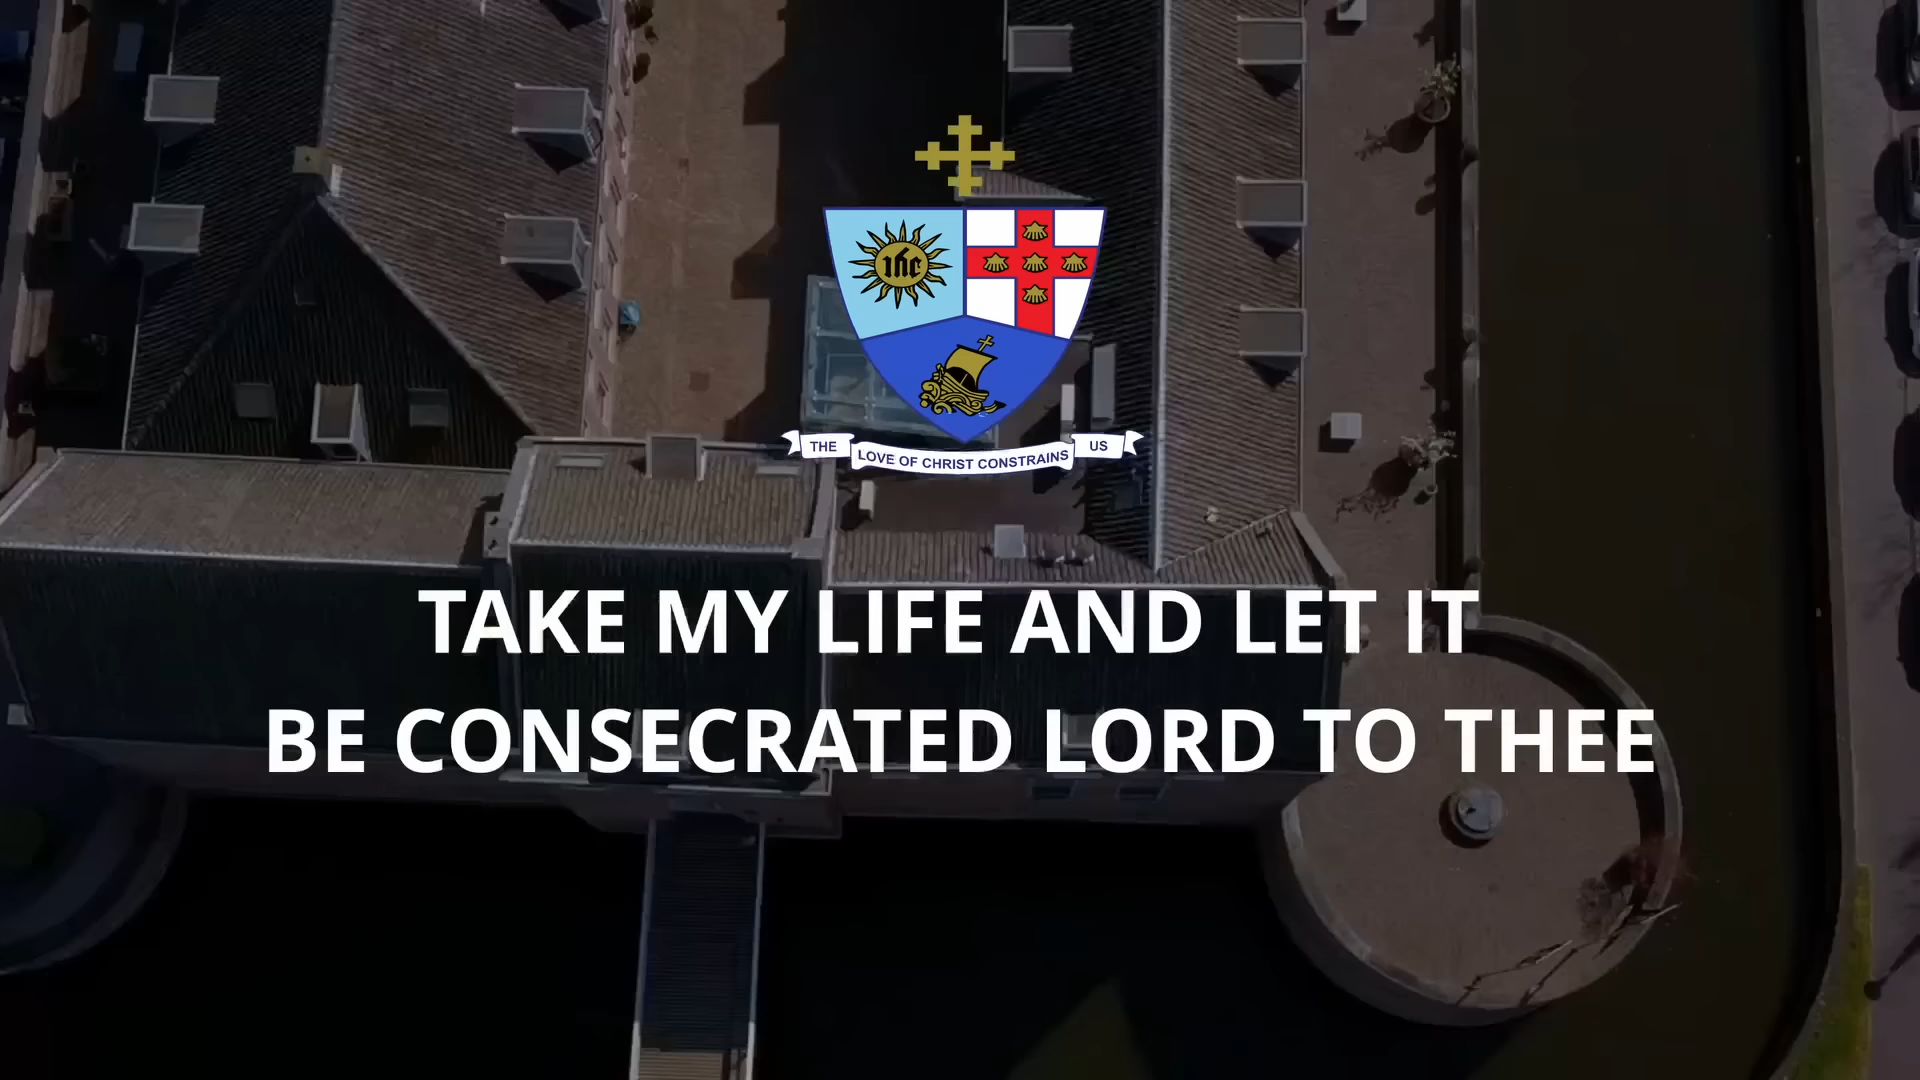 ihc
THE LOVE OF CHRIST CONSTRAINS US
TAKE MY LIFE AND LET IT
BE CONSECRATED LORD TO THEE